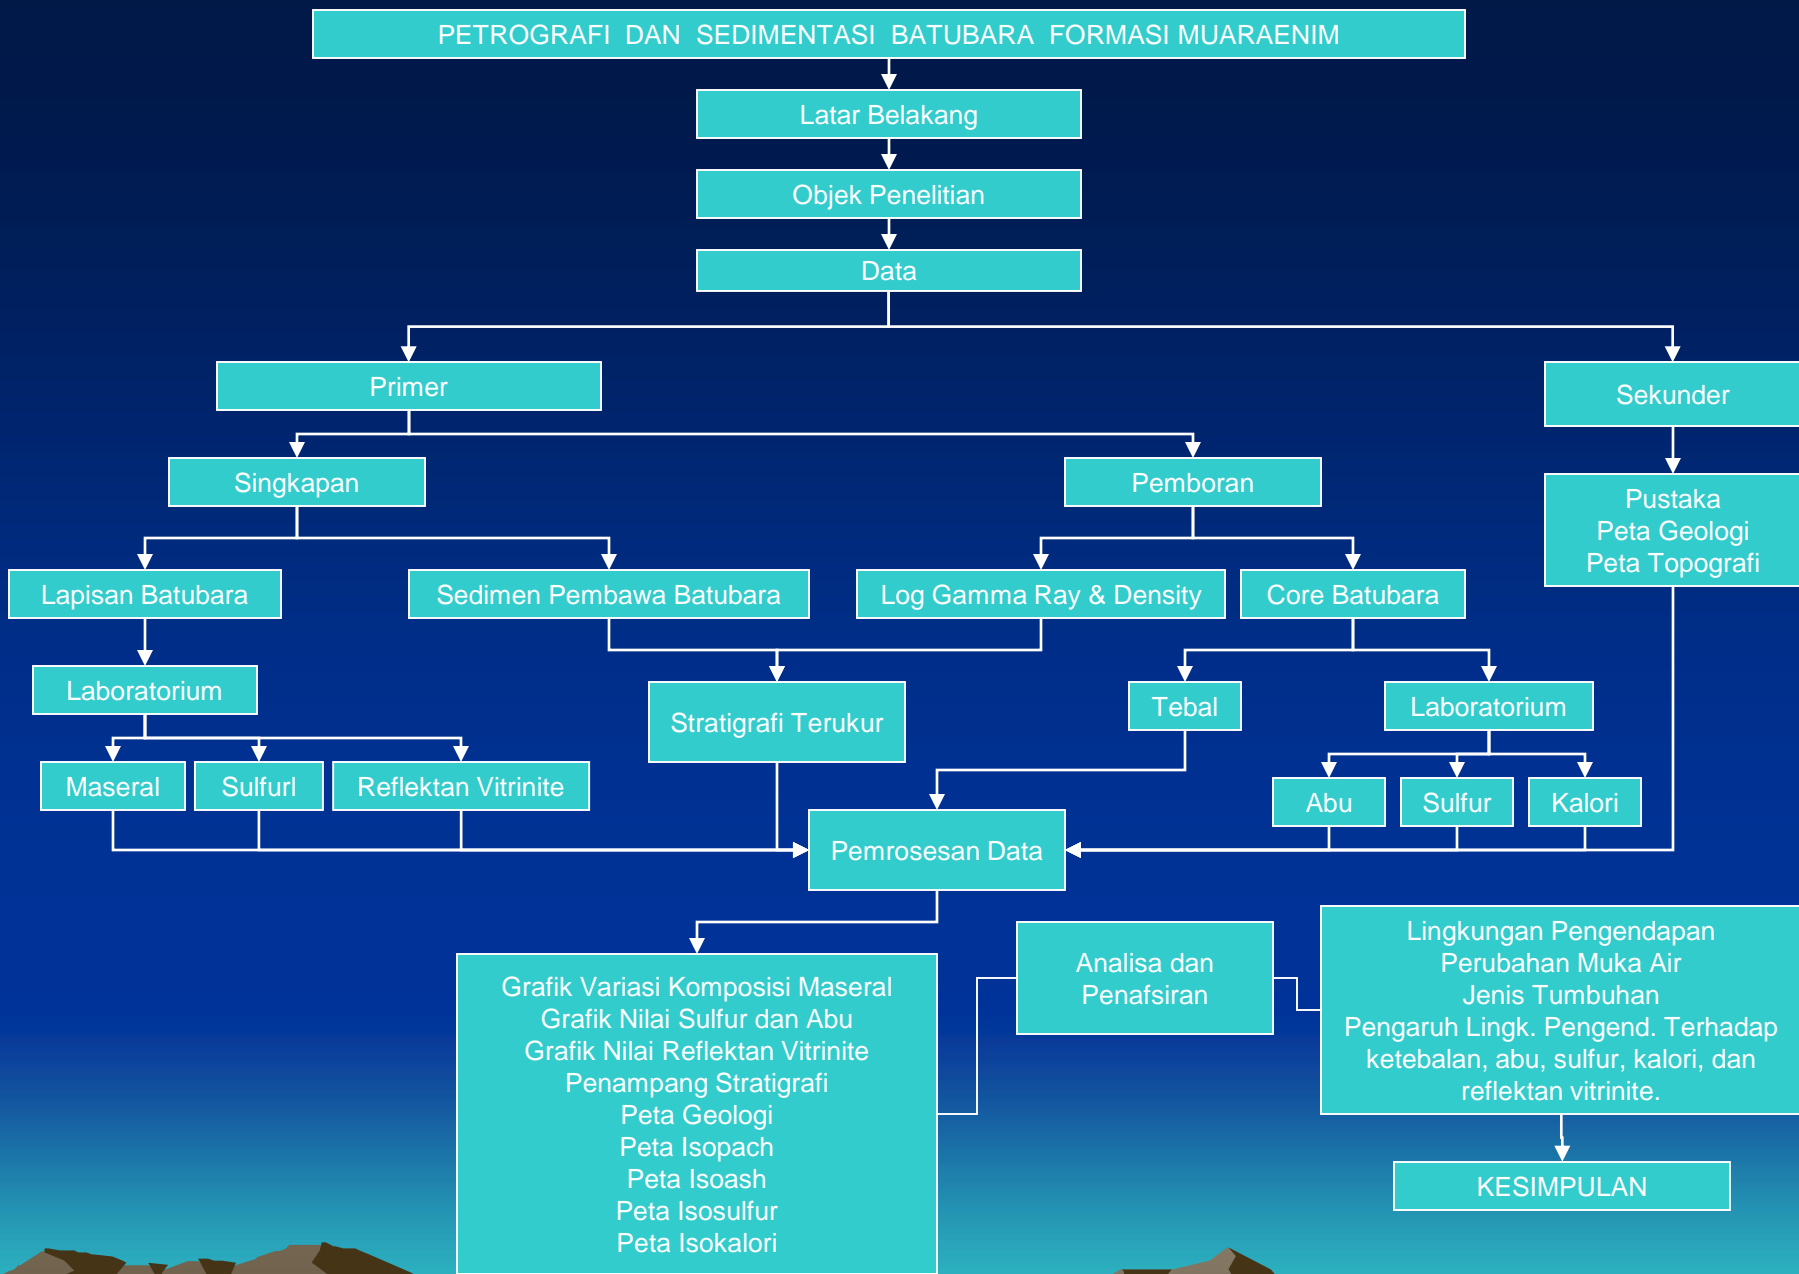 PETROGRAFI DAN SEDIMENTASI BATUBARA FORMASI MUARAENIM
Latar Belakang
Objek Penelitian
Data
Primer
Sekunder
Singkapan
Pemboran
Pustaka
Peta Geologi
Peta Topografi
Lapisan Batubara
Sedimen Pembawa Batubara
Log Gamma Ray & Density
Core Batubara
Laboratorium
Stratigrafi Terukur
Tebal
Laboratorium
Maseral
Sulfurl
Reflektan Vitrinite
Abu
Sulfur
Kalori
Pemrosesan Data
Grafik Variasi Komposisi Maseral
Grafik Nilai Sulfur dan Abu
Grafik Nilai Reflektan Vitrinite
Penampang Stratigrafi
Peta Geologi
Peta Isopach
Peta Isoash
Peta Isosulfur
Peta Isokalori
Analisa dan
Penafsiran
Lingkungan Pengendapan
Perubahan Muka Air
Jenis Tumbuhan
Pengaruh Lingk. Pengend. Terhadap
ketebalan, abu, sulfur, kalori, dan
reflektan vitrinite.
KESIMPULAN